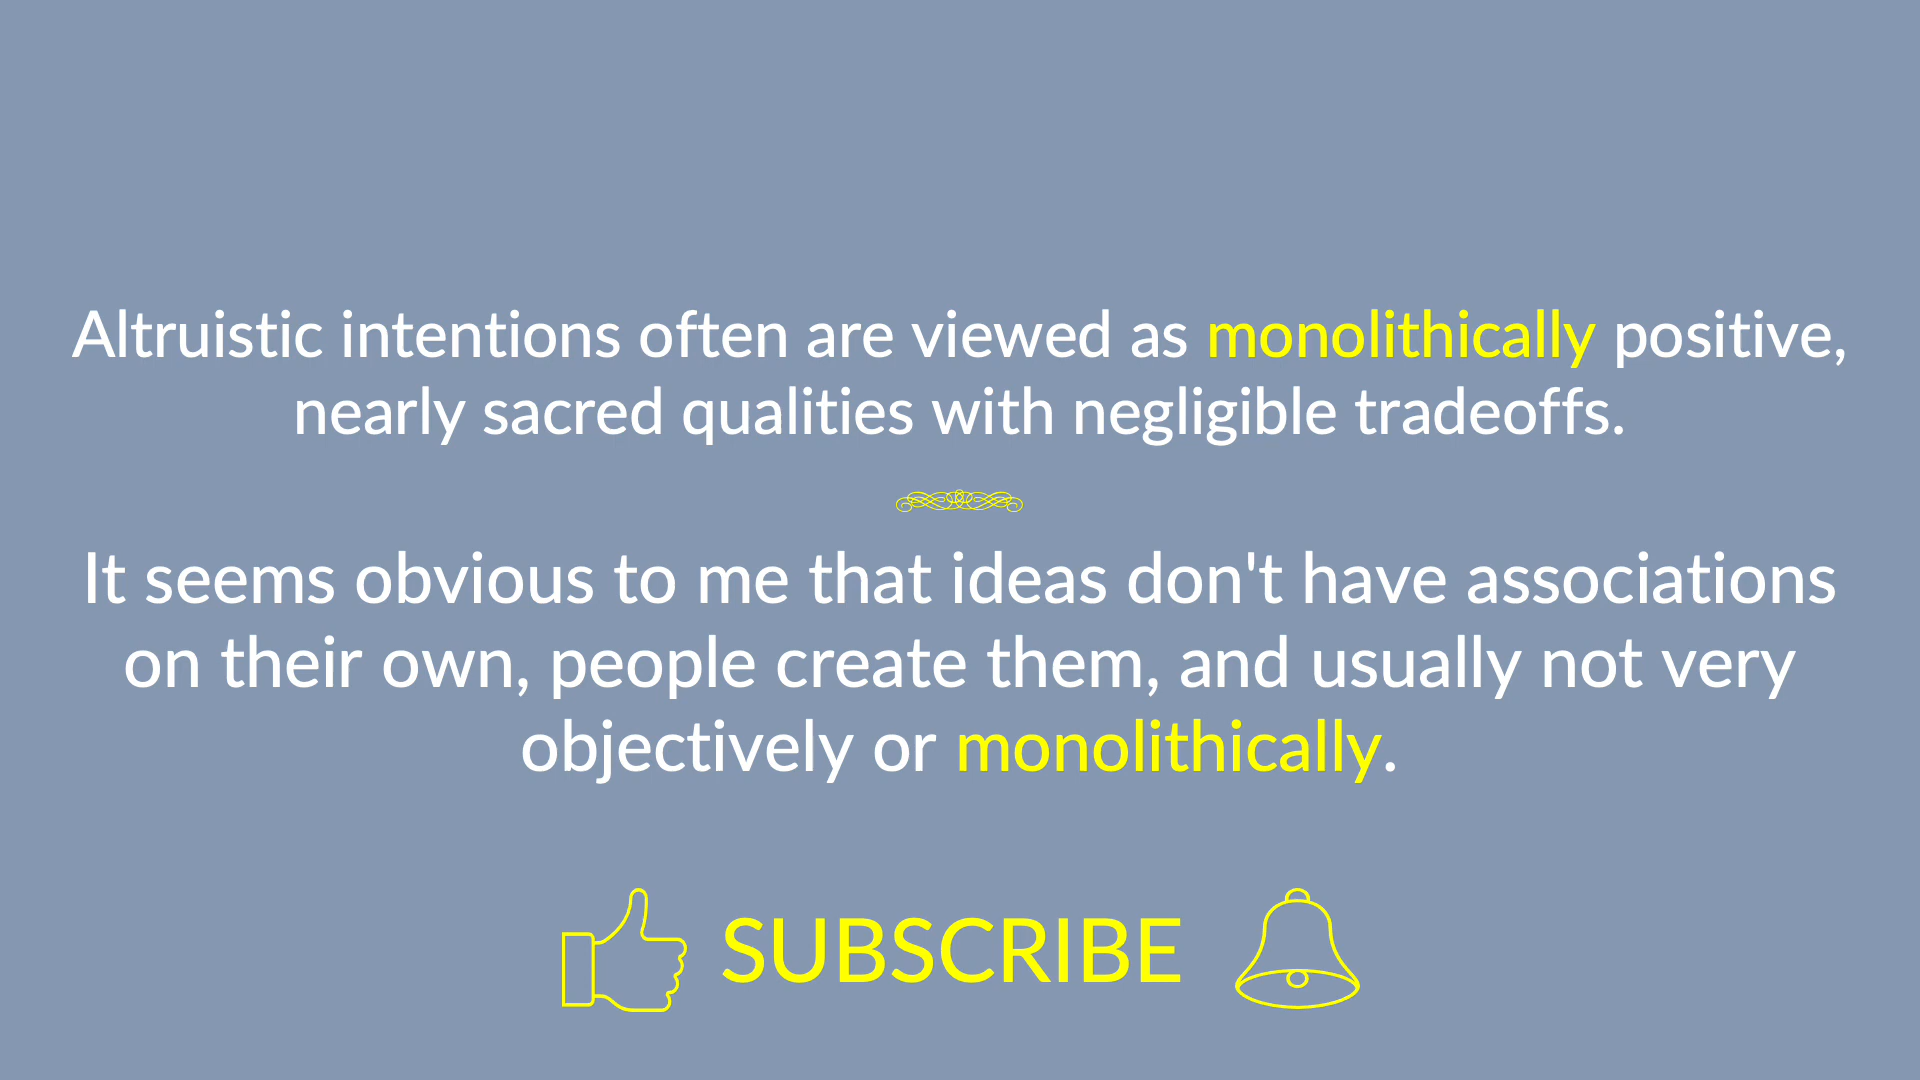 Altruistic intentions often are viewed as monolithically positive,
nearly sacred qualities with negligible tradeoffs.
It seems obvious to me that ideas don't have associations
on their own, people create them, and usually not very
objectively or monolithically.
SUBSCRIBE